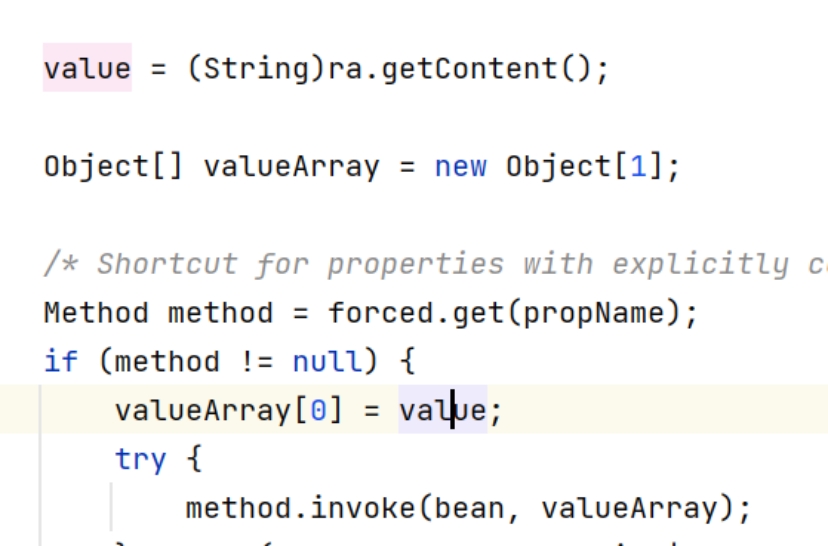 value = (String)ra.getContent();
Object[] valueArray = new Object[1];
/* Shortcut for properties with explicitly
Method method = forced.get(propName);
if (method != null) {
valueArray[0] = value;
try {
method.invoke(bean, valueArray);